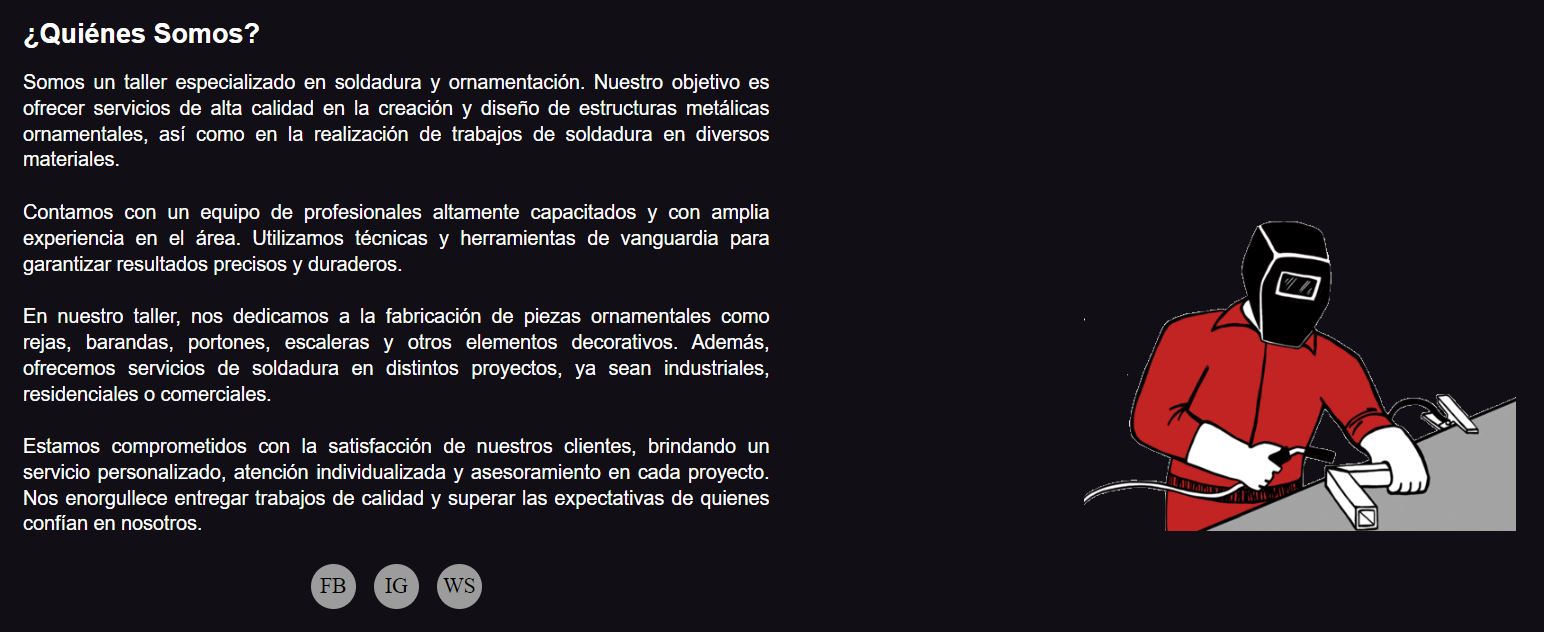 ¿Quiénes Somos?
Somos un taller especializado en soldadura y ornamentación. Nuestro objetivo es
ofrecer servicios de alta calidad en la creación y diseño de estructuras metálicas
ornamentales, así como en la realización de trabajos de soldadura en diversos
materiales.
Contamos con un equipo de profesionales altamente capacitados y con amplia
experiencia en el área. Utilizamos técnicas y herramientas de vanguardia para
garantizar resultados precisos y duraderos.
En nuestro taller, nos dedicamos a la fabricación de piezas ornamentales como
rejas, barandas, portones, escaleras y otros elementos decorativos. Además,
ofrecemos servicios de soldadura en distintos proyectos, ya sean industriales,
residenciales o comerciales.
Estamos comprometidos con la satisfacción de nuestros clientes, brindando un
servicio personalizado, atención individualizada y asesoramiento en cada proyecto.
Nos enorgullece entregar trabajos de calidad y superar las expectativas de quienes
confían en nosotros.
FB IG WS